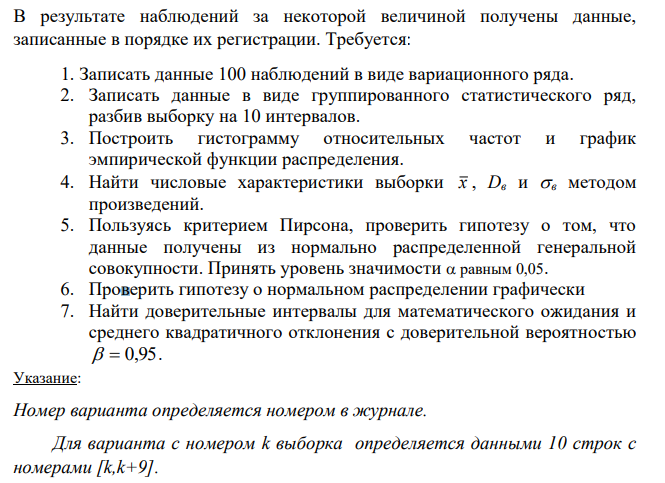 В результате наблюдений за некоторой величиной получены данные,
записанные в порядке их регистрации. Требуется:
1. Записать данные 100 наблюдений в виде вариационного ряда.
2. Записать данные в виде группированного статистического ряд,
разбив выборку на 10 интервалов.
3. Построить гистограмму относительных частот и график
эмпирической функции распределения.
4. Найти числовые характеристики выборки x̅ , Dв и σв методом
произведений.
5. Пользуясь критерием Пирсона, проверить гипотезу о том, что
данные получены из нормально распределенной генеральной
совокупности. Принять уровень значимости α равным 0,05.
6. Проверить гипотезу о нормальном распределении графически
7. Найти доверительные интервалы для математического ожидания и
среднего квадратичного отклонения с доверительной вероятностью
β = 0,95.
Указание:
Номер варианта определяется номером в журнале.
Для варианта с номером k выборка определяется данными 10 строк с
номерами [k,k+9].